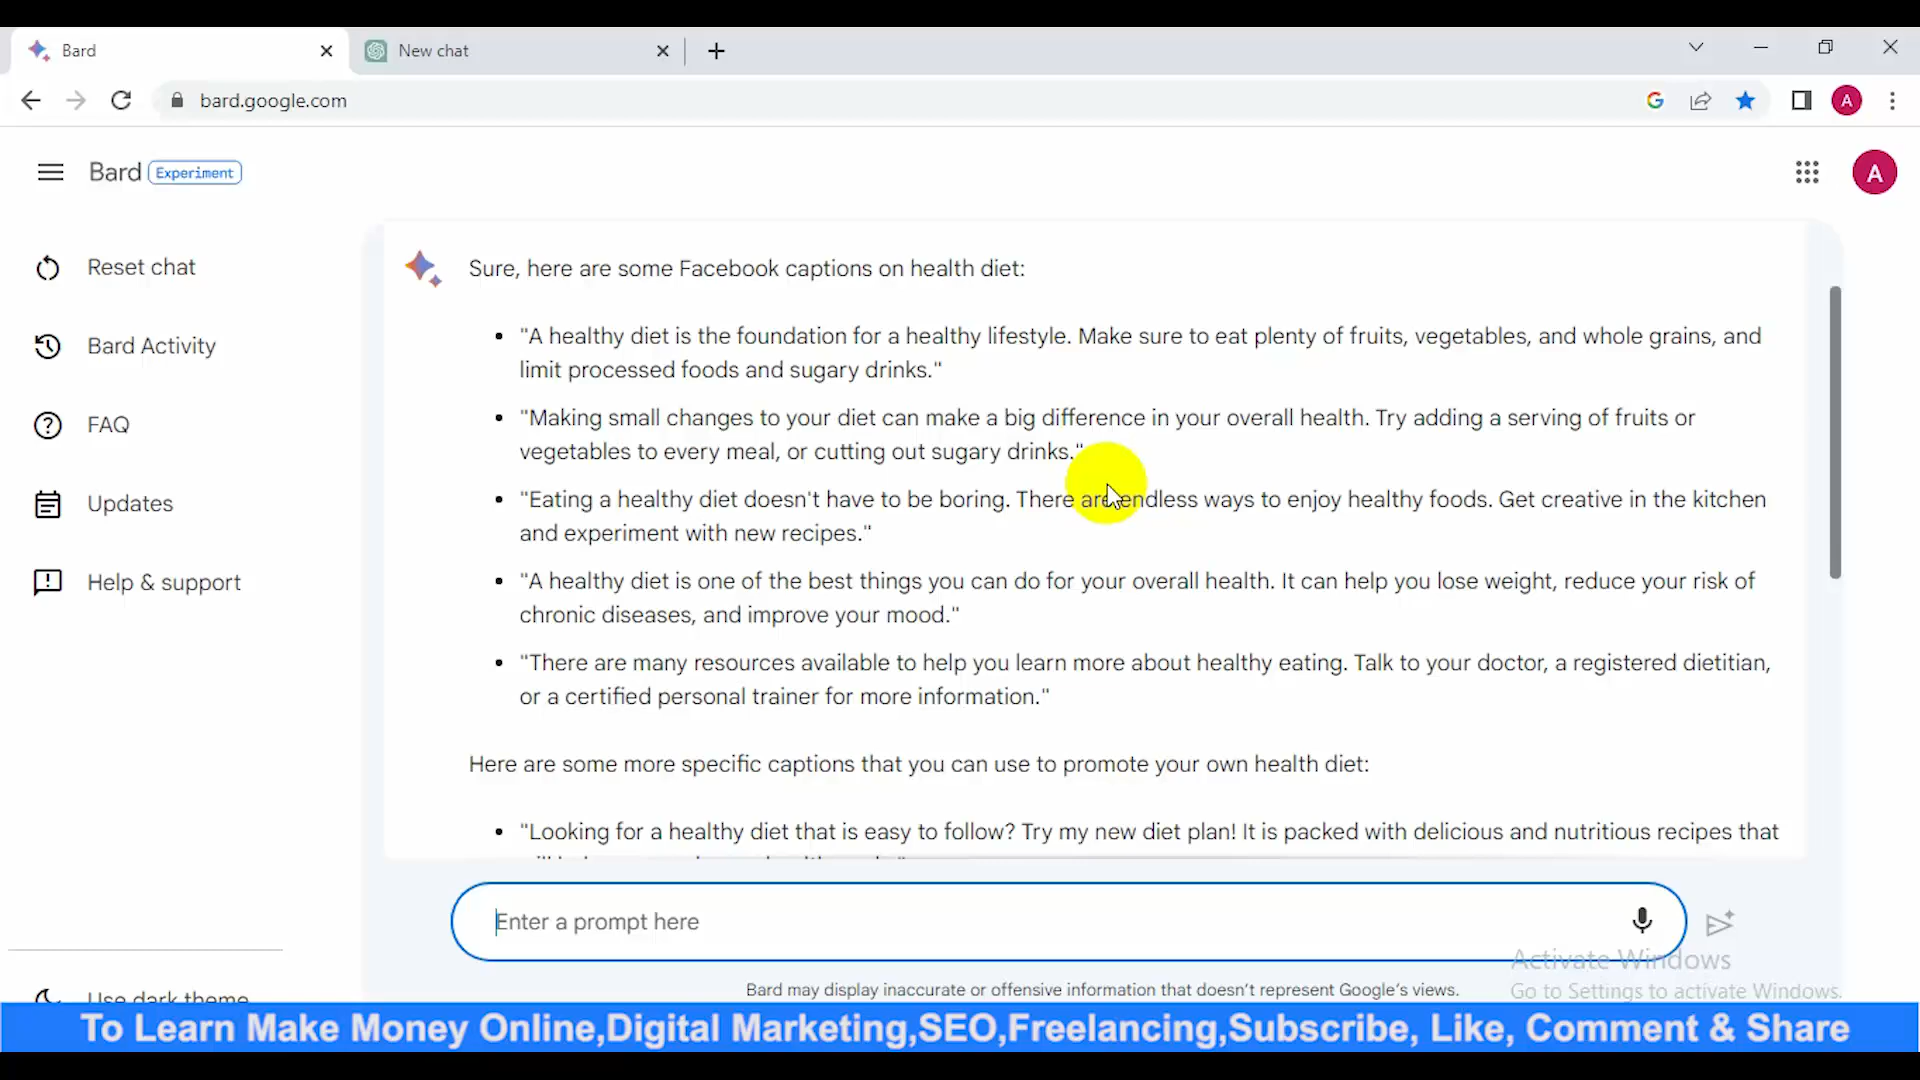 Bard
New chat
bard.google.com
A
Bard Experiment
A
Reset chat
Bard Activity
FAQ
Updates
Help & support
Sure, here are some Facebook captions on health diet:
• "A healthy diet is the foundation for a healthy lifestyle. Make sure to eat plenty of fruits, vegetables, and whole grains, and
limit processed foods and sugary drinks."
• "Making small changes to your diet can make a big difference in your overall health. Try adding a serving of fruits or
vegetables to every meal, or cutting out sugary drinks."
• "Eating a healthy diet doesn't have to be boring. There are endless ways to enjoy healthy foods. Get creative in the kitchen
and experiment with new recipes."
• "A healthy diet is one of the best things you can do for your overall health. It can help you lose weight, reduce your risk of
chronic diseases, and improve your mood."
• "There are many resources available to help you learn more about healthy eating. Talk to your doctor, a registered dietitian,
or a certified personal trainer for more information."
Here are some more specific captions that you can use to promote your own health diet:
• "Looking for a healthy diet that is easy to follow? Try my new diet plan! It is packed with delicious and nutritious recipes that
Enter a prompt here
Activate Windows
Go to Settings to activate Windows.
Bard may display inaccurate or offensive information that doesn't represent Google's views.
Use dark theme
To Learn Make Money Online,Digital Marketing,SEO,Freelancing,Subscribe, Like, Comment & Share